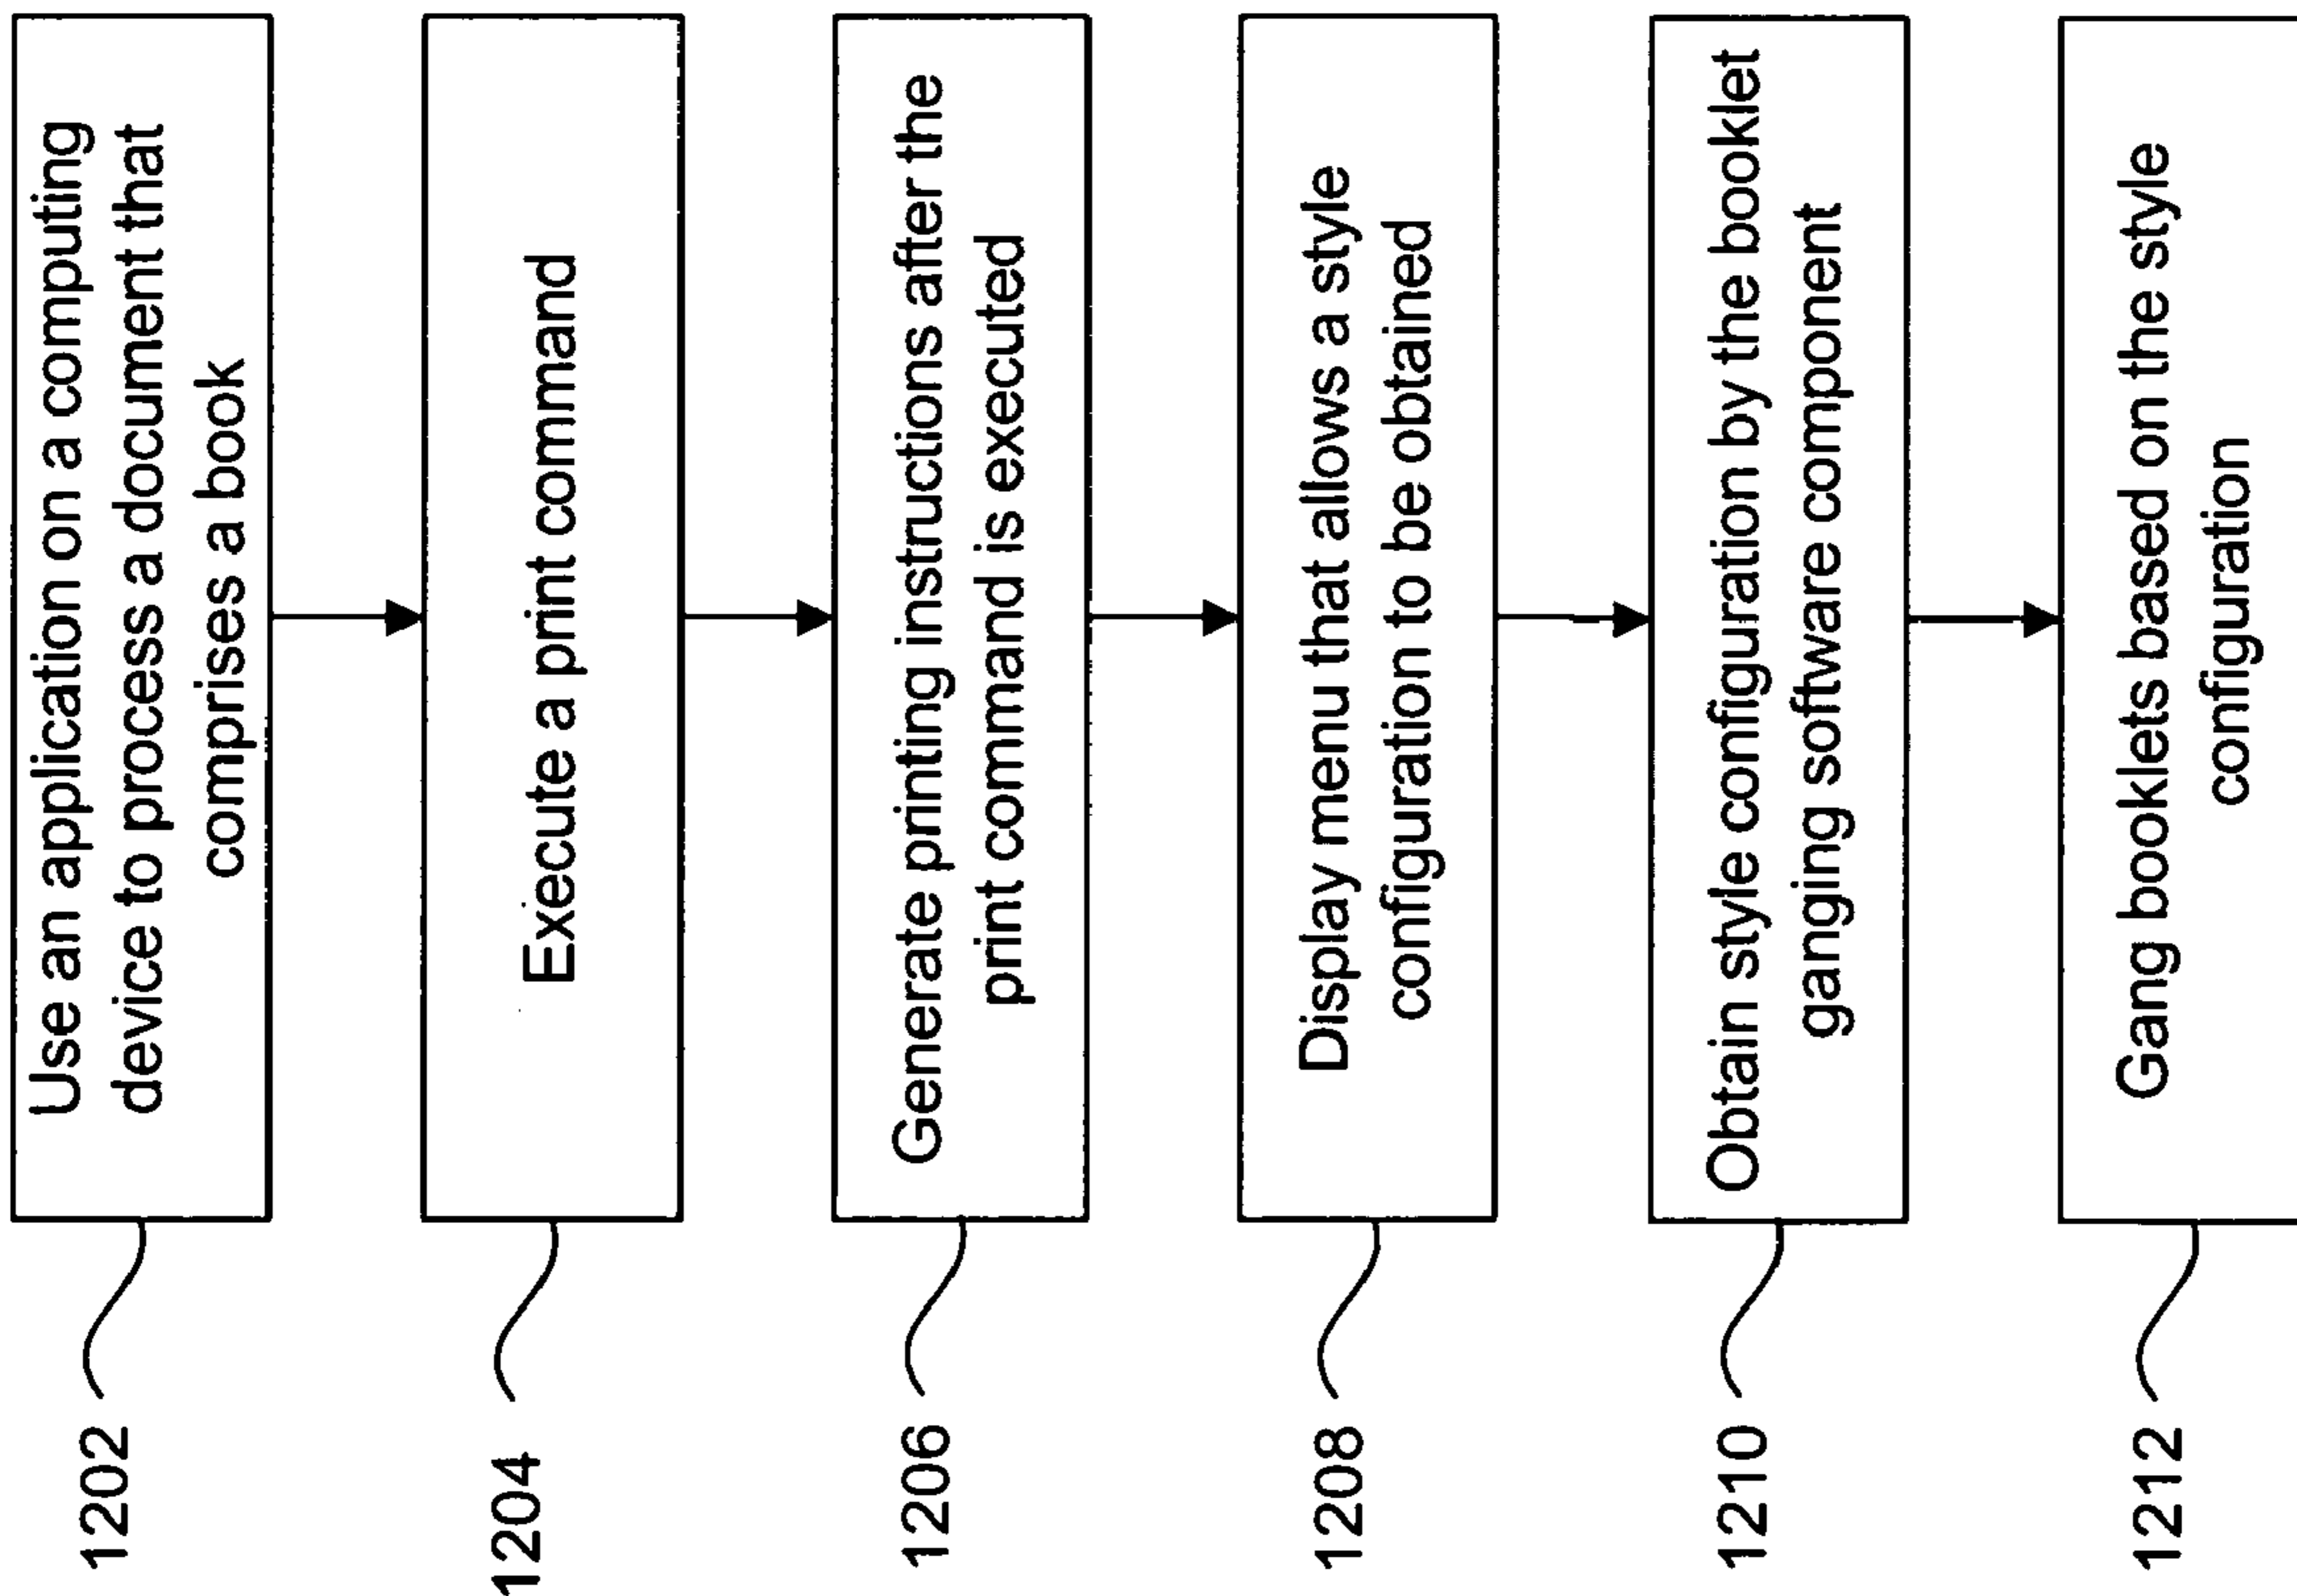 1202
Use an application on a computing
device to process a document that
comprises a book
1204
Execute a print command
1206
Generate printing instructions after the
print command is executed
1208
Display menu that allows a style
configuration to be obtained
1210
Obtain style configuration by the booklet
ganging software component
1212
Gang booklets based on the style
configuration